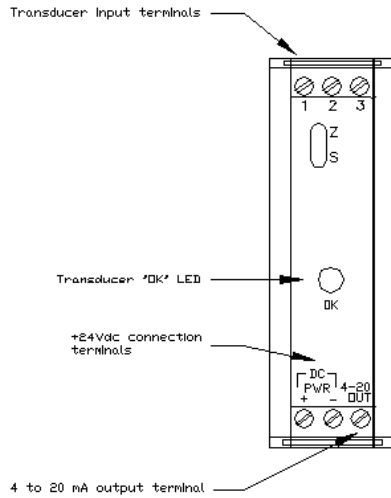 Transducer Input terminals
1 2 3
Z
S
Transducer "OK" LED
OK
+24Vdc connection
terminals
DC
PWR 4-20
+ - OUT
4 to 20 mA output terminal